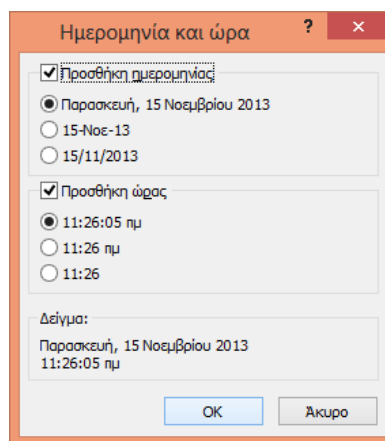 Ημερομηνία και ώρα ? ×
Προσθήκη ημερομηνίας
Παρασκευή, 15 Νοεμβρίου 2013
15-Νοε-13
15/11/2013
Προσθήκη ώρας
11:26:05 πμ
11:26 πμ
11:26
Δείγμα:
Παρασκευή, 15 Νοεμβρίου 2013
11:26:05 πμ
OK Άκυρο